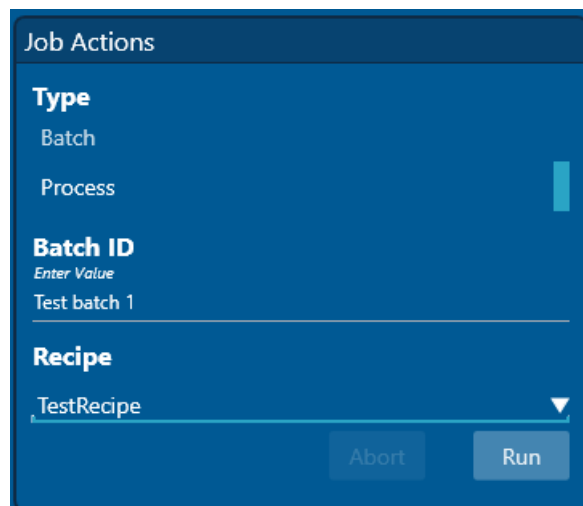 Job Actions
Type
Batch
Process
Batch ID
Enter Value
Test batch 1
Recipe
TestRecipe
Abort
Run